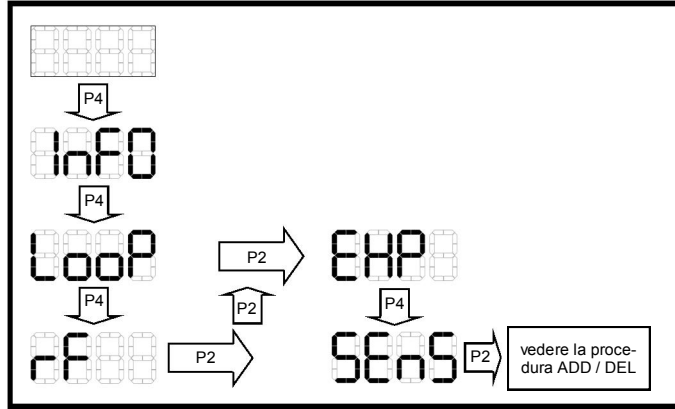 P4
InFO
P4
LooP
P2
EHP
P4
P2
P4
rF
P2
SEnS
P2
vedere la proce-
dura ADD / DEL